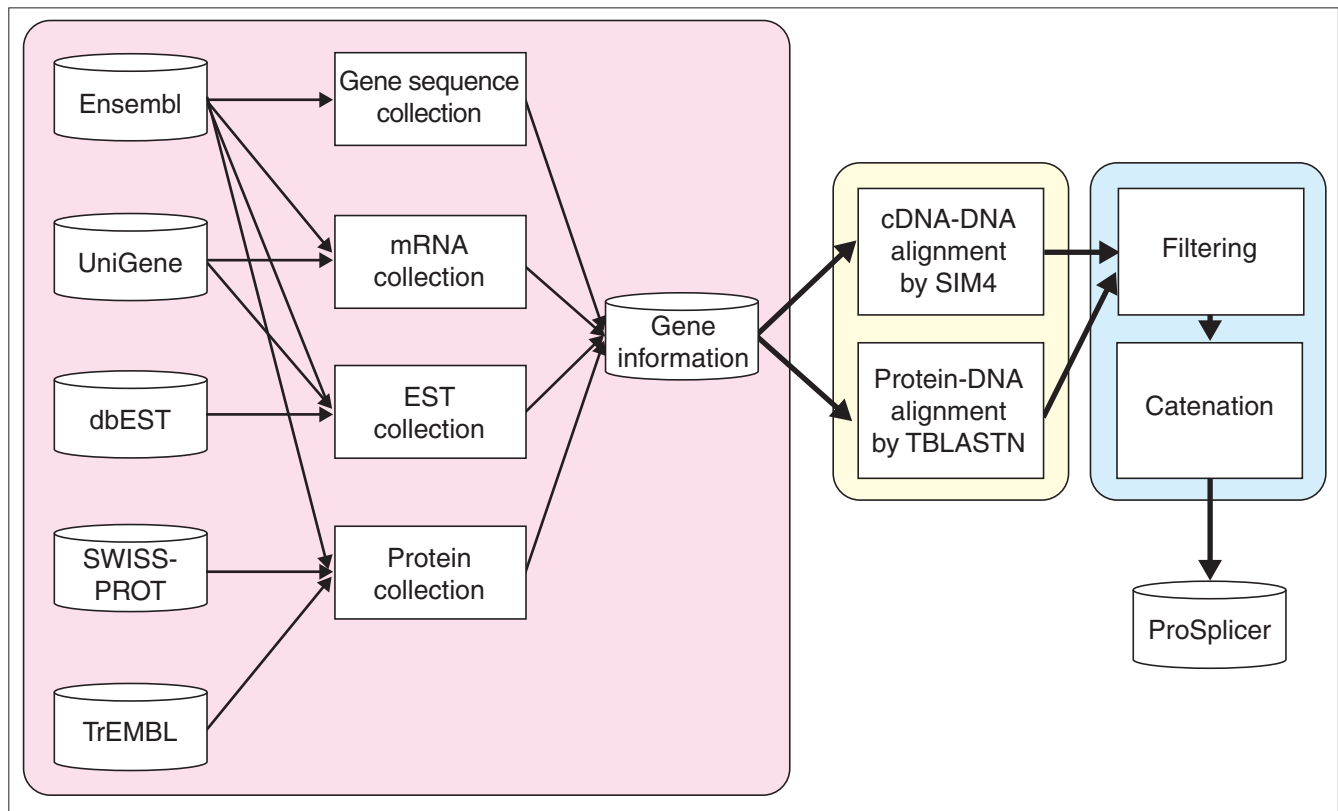 Ensembl
UniGene
dbEST
SWISS-
PROT
TrEMBL
Gene sequence
collection
mRNA
collection
EST
collection
Protein
collection
Gene
information
cDNA-DNA
alignment
by SIM4
Protein-DNA
alignment
by TBLASTN
Filtering
Catenation
ProSplicer